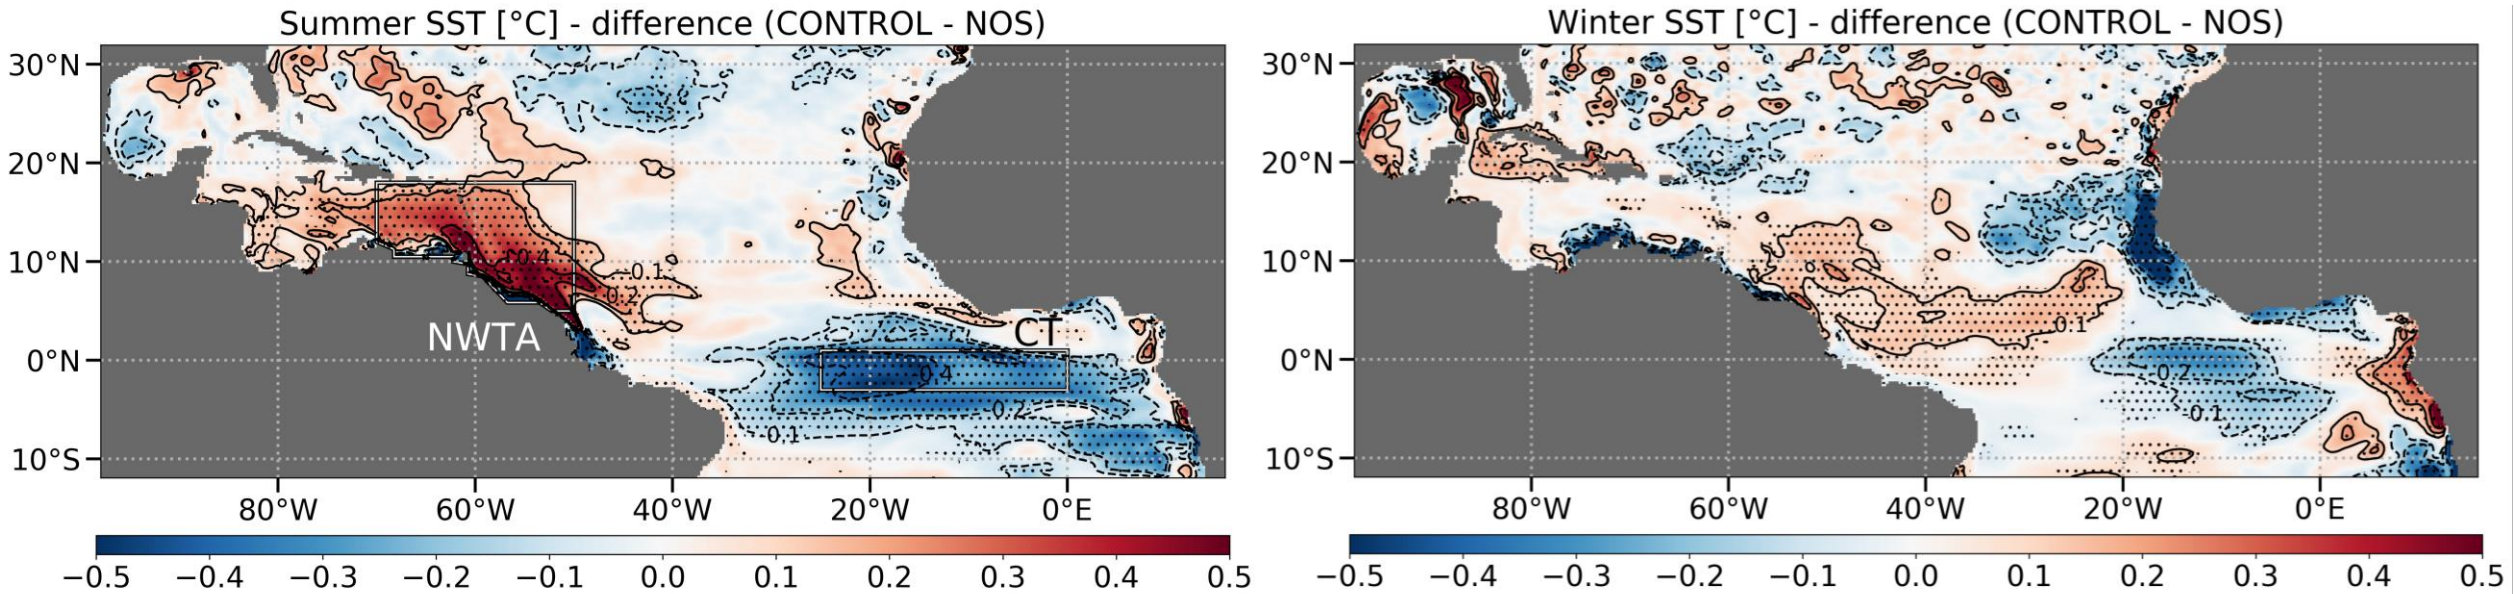 Summer SST [°C] - difference (CONTROL - NOS)
30°N
20°N
10°N
0°N
10°S
0.4
0.1
0.2
NWTA
CT
0.4
-0.2
-0.1
80°W 60°W 40°W 20°W 0°E
−0.5 −0.4 −0.3 −0.2 −0.1 0.0 0.1 0.2 0.3 0.4 0.5
Winter SST [°C] - difference (CONTROL - NOS)
30°N
20°N
10°N
0°N
10°S
0.1
-0.2
-0.1
80°W 60°W 40°W 20°W 0°E
−0.5 −0.4 −0.3 −0.2 −0.1 0.0 0.1 0.2 0.3 0.4 0.5